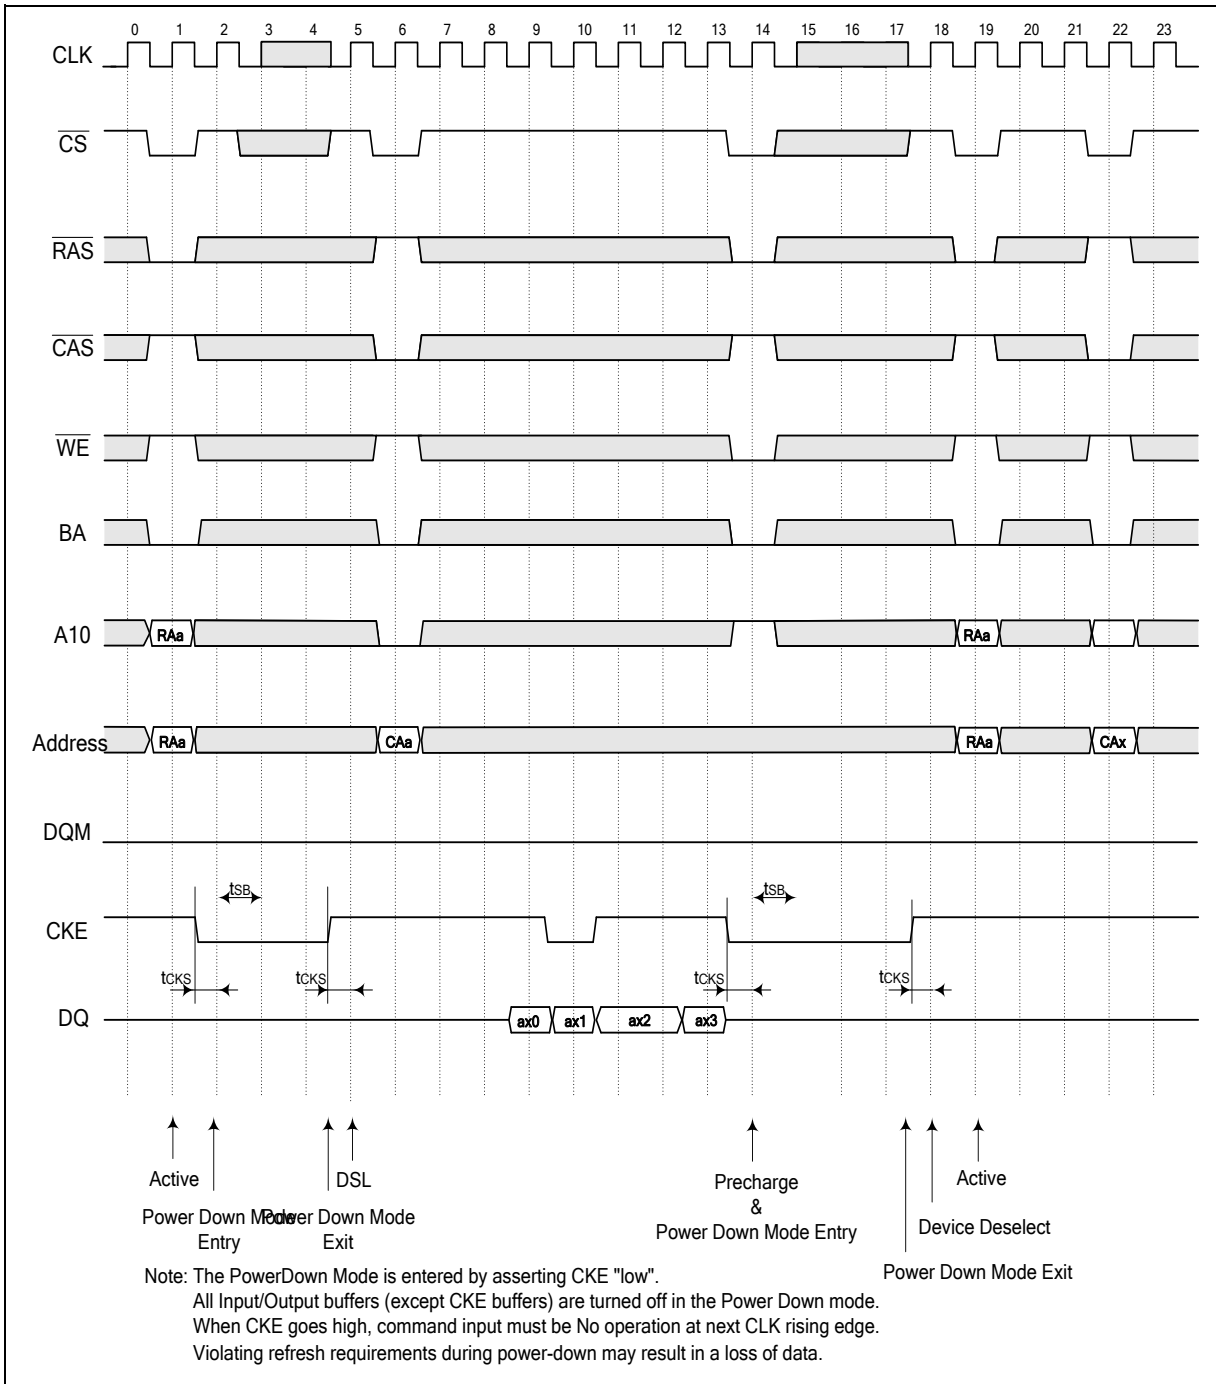 0 1 2 3 4 5 6 7 8 9 10 11 12 13 14 15 16 17 18 19 20 21 22 23
CLK
CS
RAS
CAS
WE
BA
A10 RAa RAa
Address RAa CAa RAa CAx
DQM
tSB tSB
CKE
tCKS tCKS tCKS tCKS
DQ ax0 ax1 ax2 ax3
Active DSL Precharge Active
&
Power Down Mode Power Down Mode Power Down Mode Entry Device Deselect
Entry Exit
Power Down Mode Exit
Note: The PowerDown Mode is entered by asserting CKE "low".
All Input/Output buffers (except CKE buffers) are turned off in the Power Down mode.
When CKE goes high, command input must be No operation at next CLK rising edge.
Violating refresh requirements during power-down may result in a loss of data.